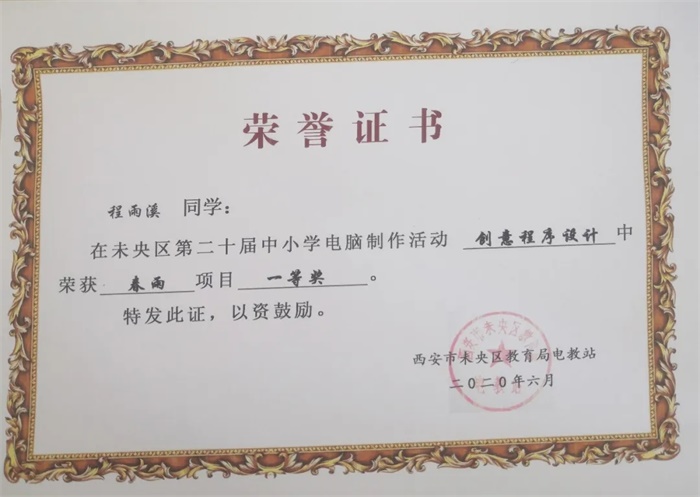 荣誉证书
程雨溪 同学：
在未央区第二十届中小学电脑制作活动 创意程序设计 中
荣获 春雨 项目 一等奖 。
特发此证，以资鼓励。
西安市未央区教育局电教站
二〇二〇年六月